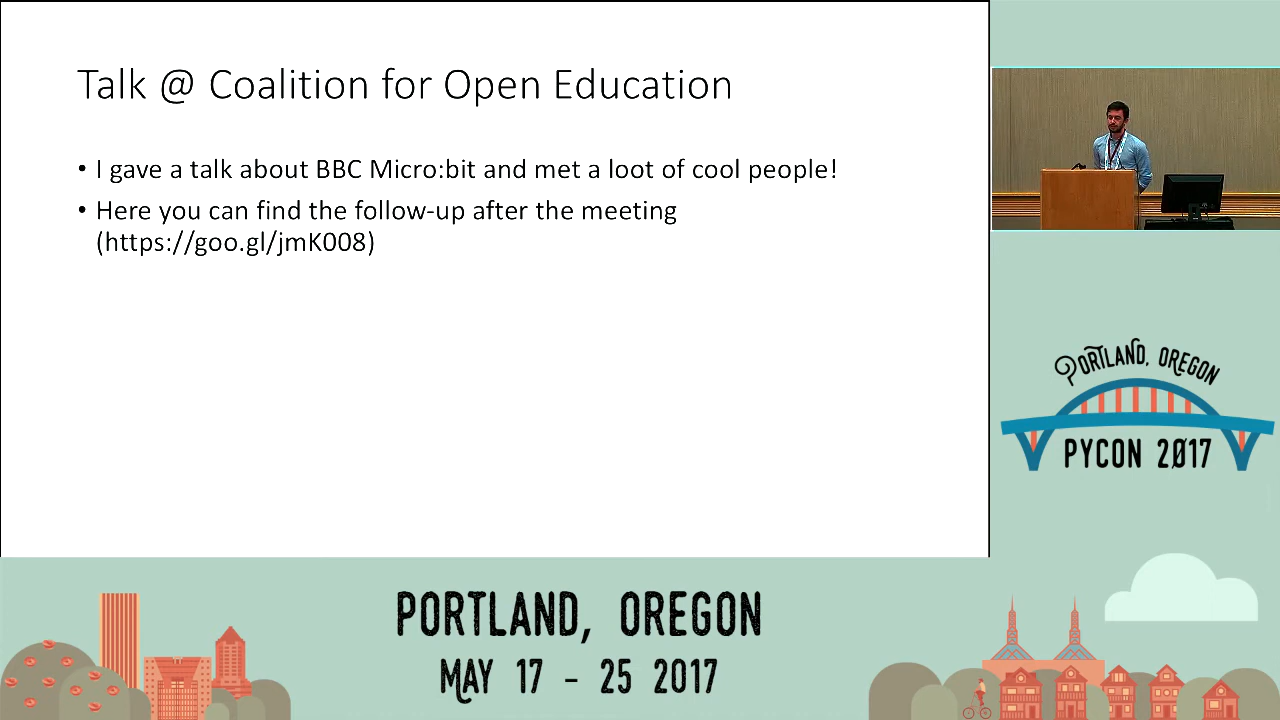 Talk @ Coalition for Open Education
• I gave a talk about BBC Micro:bit and met a loot of cool people!
• Here you can find the follow-up after the meeting
(https://goo.gl/jmK008)
PORTLAND, OREGON
PYCON 2017
PORTLAND, OREGON
MAY 17 - 25 2017